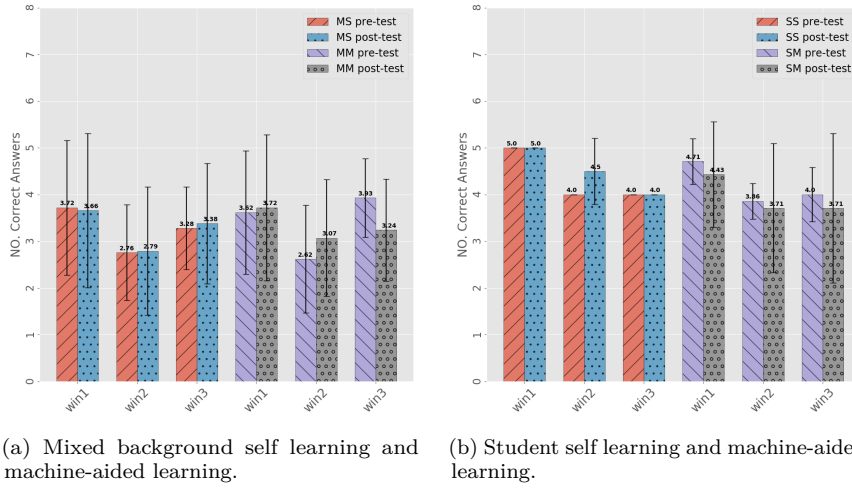 8
7
6
5
4
3
2
1
0
NO. Correct Answers
MS pre-test
MS post-test
MM pre-test
MM post-test
3.72
3.66
2.76
2.79
3.28
3.38
3.62
3.72
2.62
3.07
3.93
3.24
win1
win2
win3
win1
win2
win3
8
7
6
5
4
3
2
1
0
NO. Correct Answers
SS pre-test
SS post-test
SM pre-test
SM post-test
5.0
5.0
4.0
4.5
4.0
4.0
4.71
4.43
3.86
3.71
4.0
3.71
win1
win2
win3
win1
win2
win3
(a) Mixed background self learning and
machine-aided learning.
(b) Student self learning and machine-aide
learning.